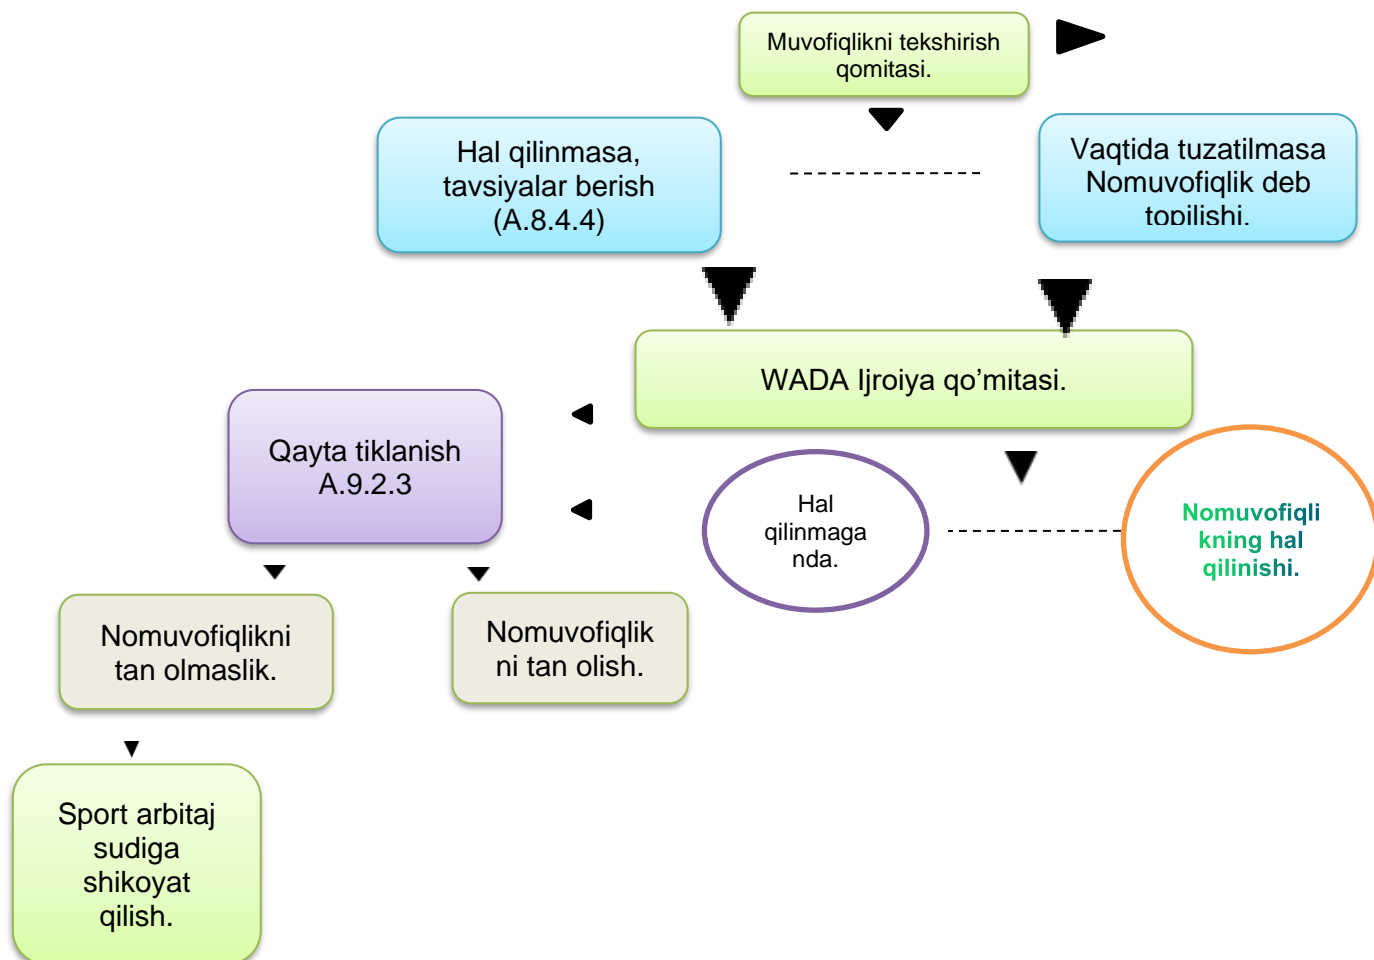 Muvofiqlikni tekshirish
qomitasi.
Hal qilinmasa,
tavsiyalar berish
(A.8.4.4)
Vaqtida tuzatilmasa
Nomuvofiqlik deb
topilishi.
WADA Ijroiya qo’mitasi.
Qayta tiklanish
A.9.2.3
Hal
qilinmaga
nda.
Nomuvofiqli
kning hal
qilinishi.
Nomuvofiqlikni
tan olmaslik.
Nomuvofiqlik
ni tan olish.
Sport arbitaj
sudiga
shikoyat
qilish.